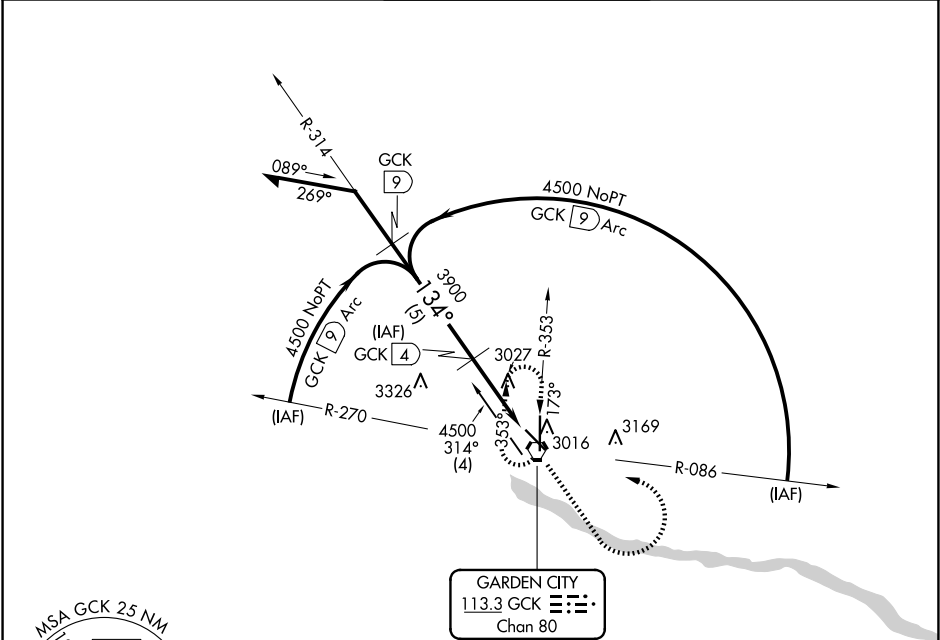 R-314
089°
269°
GCK
9
4500 NoPT
GCK 9 Arc
4500 NoPT
GCK 9 Arc
3900
134°
(5)
(IAF)
GCK 4
3027
R-353
3326
(IAF)
R-270
4500
314°
(4)
353°
173°
3016
3169
R-086
(IAF)
GARDEN CITY
113.3 GCK
Chan 80
MSA GCK 25 NM